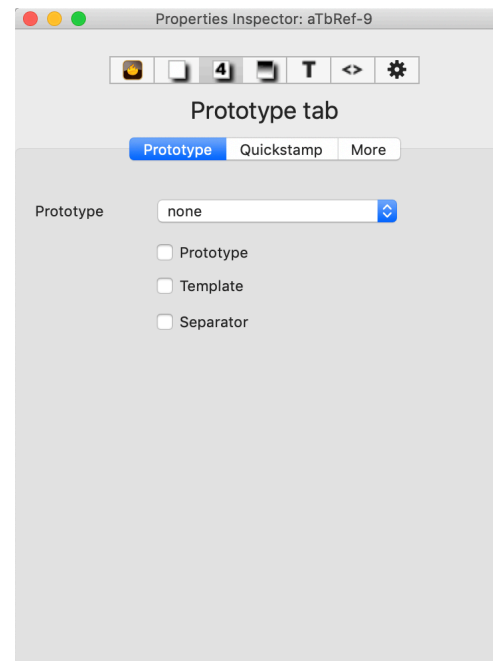 Properties Inspector: aTbRef-9
4 T <>
Prototype tab
Prototype Quickstamp More
Prototype none
Prototype
Template
Separator